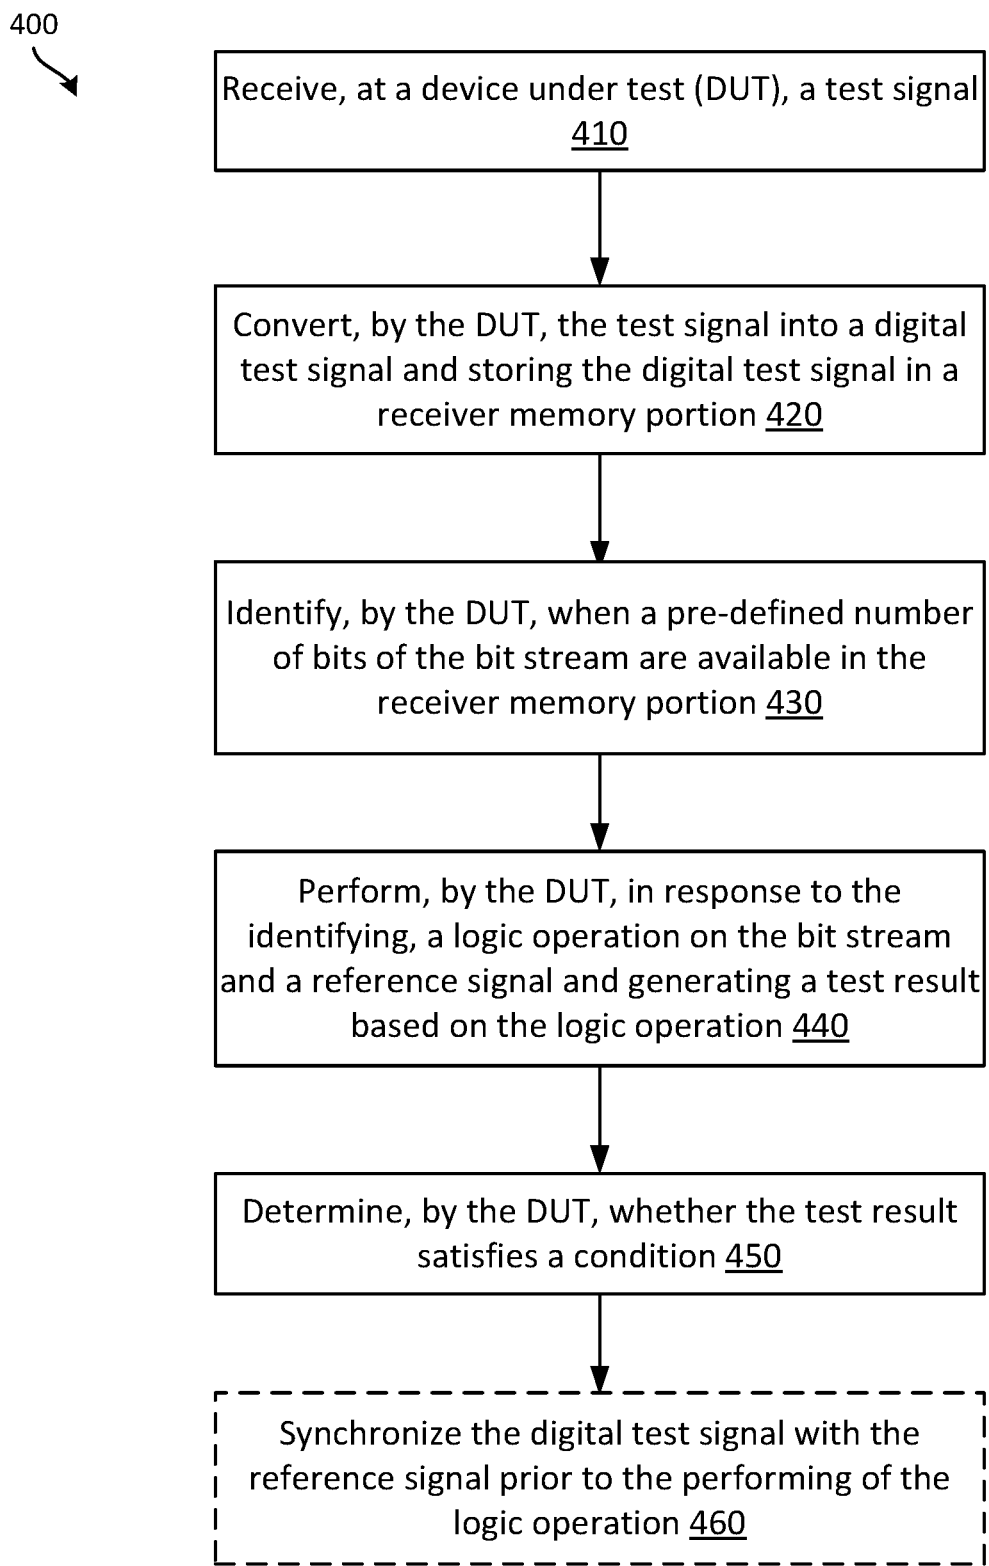 400
Receive, at a device under test (DUT), a test signal
410
Convert, by the DUT, the test signal into a digital
test signal and storing the digital test signal in a
receiver memory portion 420
Identify, by the DUT, when a pre-defined number
of bits of the bit stream are available in the
receiver memory portion 430
Perform, by the DUT, in response to the
identifying, a logic operation on the bit stream
and a reference signal and generating a test result
based on the logic operation 440
Determine, by the DUT, whether the test result
satisfies a condition 450
Synchronize the digital test signal with the
reference signal prior to the performing of the
logic operation 460